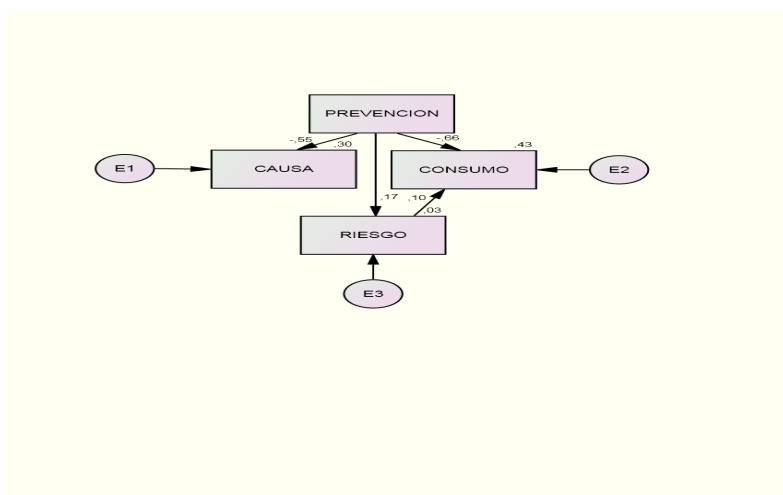 PREVENCION
-,55
,30
-,66
,43
E1
CAUSA
CONSUMO
E2
,17
,10
,03
RIESGO
E3